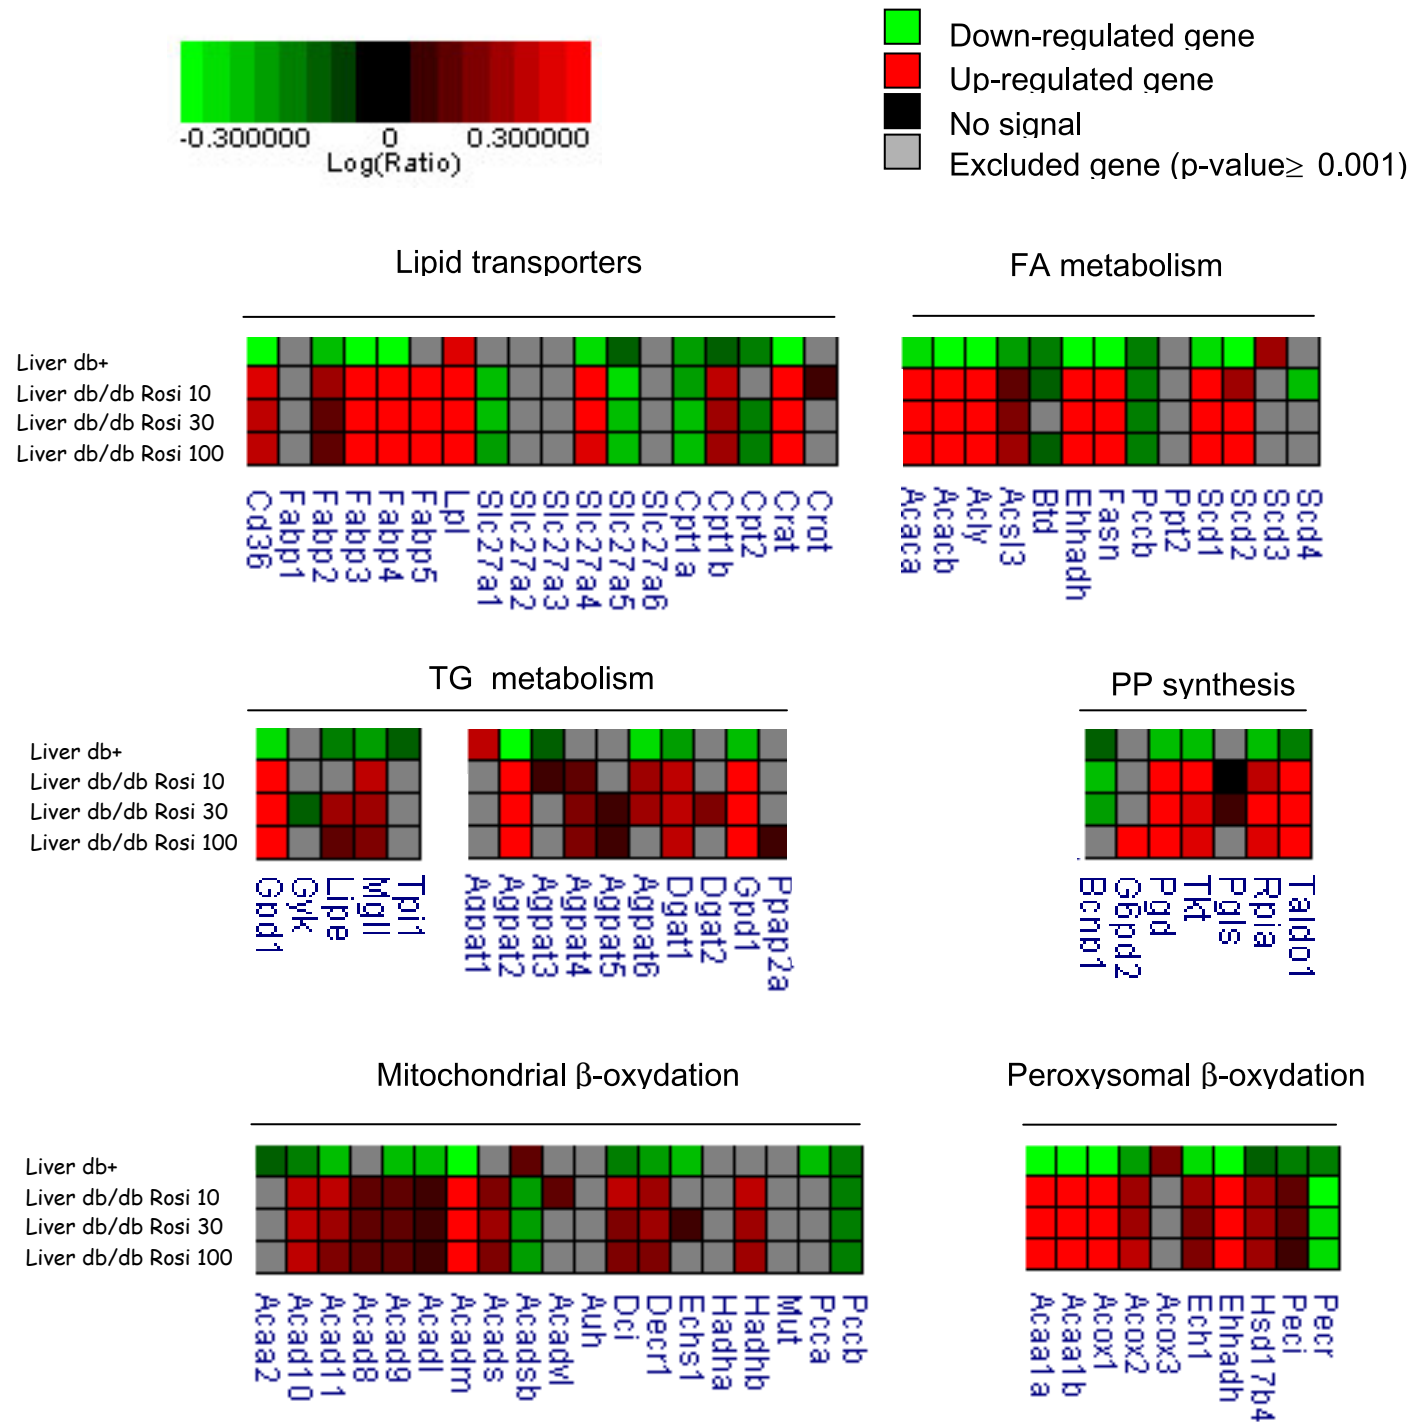 -0.300000 0 0.300000
Log(Ratio)
Down-regulated gene
Up-regulated gene
No signal
Excluded gene (p-value≥ 0.001)
Lipid transporters
FA metabolism
Liver db+
Liver db/db Rosi 10
Liver db/db Rosi 30
Liver db/db Rosi 100
Cd36
Fabp1
Fabp2
Fabp3
Fabp4
Fabp5
Lpl
Slc27a1
Slc27a2
Slc27a3
Slc27a4
Slc27a5
Slc27a6
Cpt1a
Cpt1b
Cpt2
Crat
Crot
Acaca
Acacb
Acly
Acsl3
Btd
Ehhadh
Fasn
Pccb
Ppt2
Scd1
Scd2
Scd3
Scd4
TG metabolism
PP synthesis
Liver db+
Liver db/db Rosi 10
Liver db/db Rosi 30
Liver db/db Rosi 100
Gpd1
Gyk
Lipe
Mgll
Tpi1
Agpat1
Agpat2
Agpat3
Agpat4
Agpat5
Agpat6
Dgat1
Dgat2
Gpd1
Ppap2a
Bcnp1
G6pd2
Pgd
Tkt
Pgls
Rpia
Taldo1
Mitochondrial β-oxydation
Peroxysomal β-oxydation
Liver db+
Liver db/db Rosi 10
Liver db/db Rosi 30
Liver db/db Rosi 100
Acaa2
Acad10
Acad11
Acad8
Acad9
Acadl
Acadm
Acads
Acadsb
Acadvl
Auh
Dci
Decr1
Echs1
Hadha
Hadhb
Mut
Pcca
Pccb
Acaa1a
Acaa1b
Acox1
Acox2
Acox3
Ech1
Ehhadh
Hsd17b4
Peci
Pecr